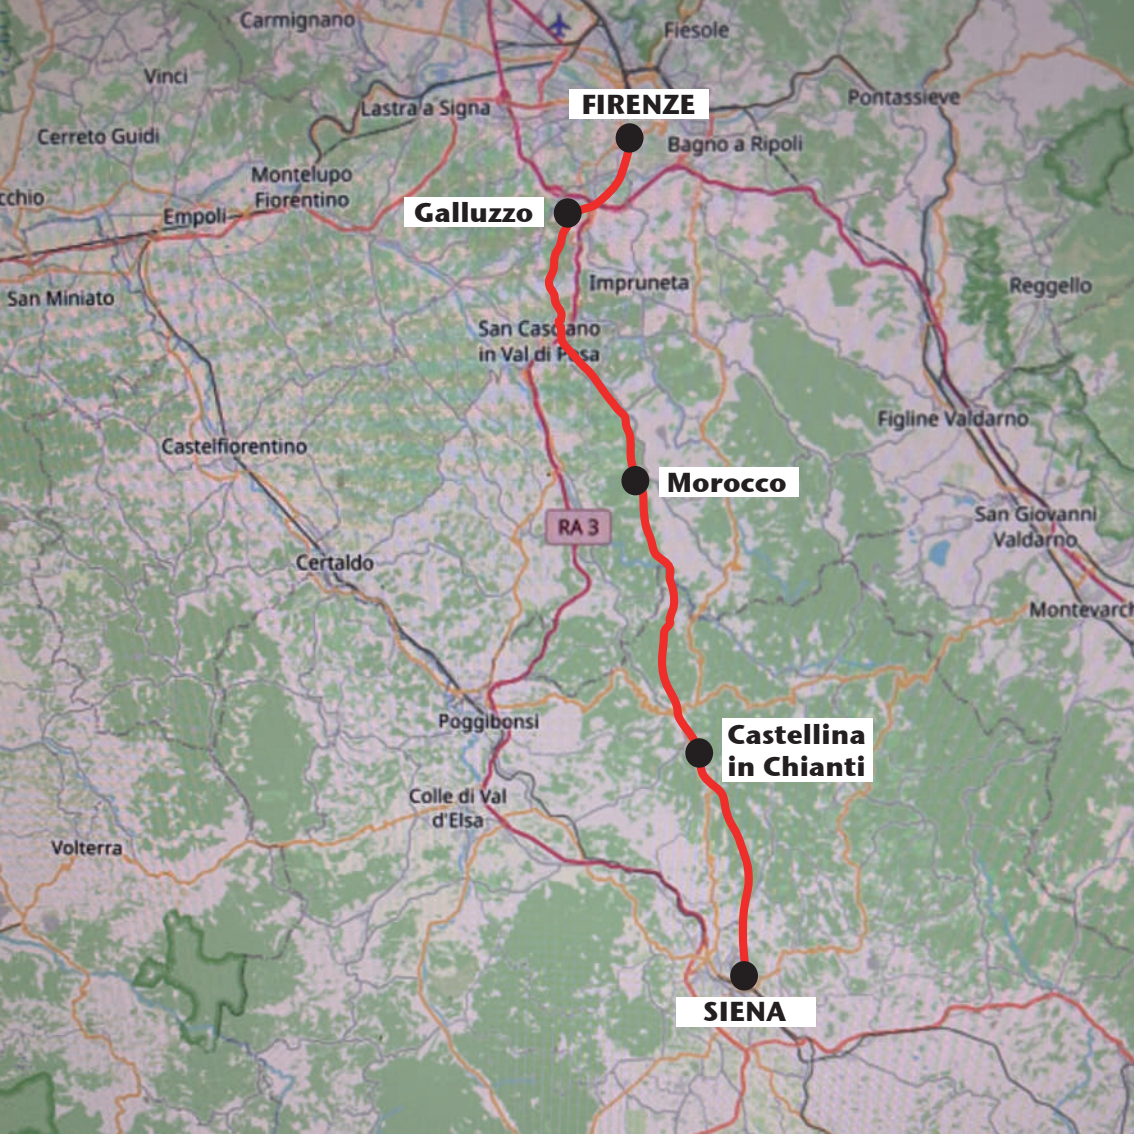 Carmignano
Fiesole
Vinci
Lastra a Signa
FIRENZE
Pontassieve
Cerreto Guidi
Bagno a Ripoli
Montelupo
Fiorentino
cchio
Empoli
Galluzzo
San Miniato
Impruneta
Reggello
San Casciano
in Val di Pesa
Figline Valdarno
Castelfiorentino
Morocco
RA 3
San Giovanni
Valdarno
Certaldo
Montevarch
Poggibonsi
Castellina
in Chianti
Colle di Val
d'Elsa
Volterra
SIENA